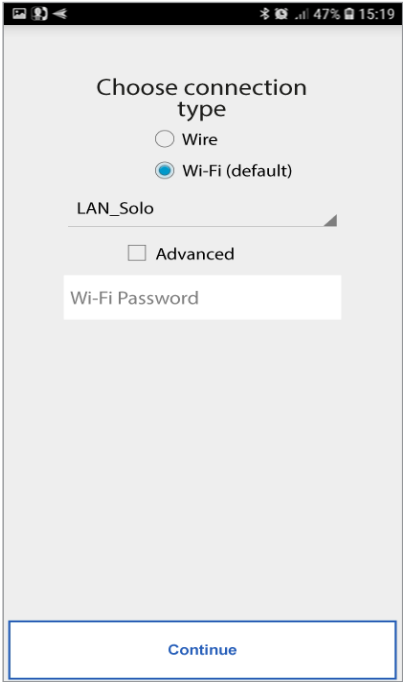 47% 15:19
Choose connection
type
Wire
Wi-Fi (default)
LAN_Solo
Advanced
Wi-Fi Password
Continue